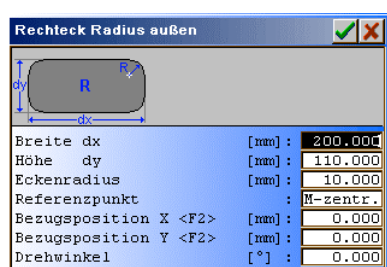 Rechteck Radius außen
R
dy
R
dx
Breite dx [mm] : 200.000
Höhe dy [mm] : 110.000
Eckenradius [mm] : 10.000
Referenzpunkt : M-zentr.
Bezugsposition X <F2> [mm] : 0.000
Bezugsposition Y <F2> [mm] : 0.000
Drehwinkel [°] : 0.000